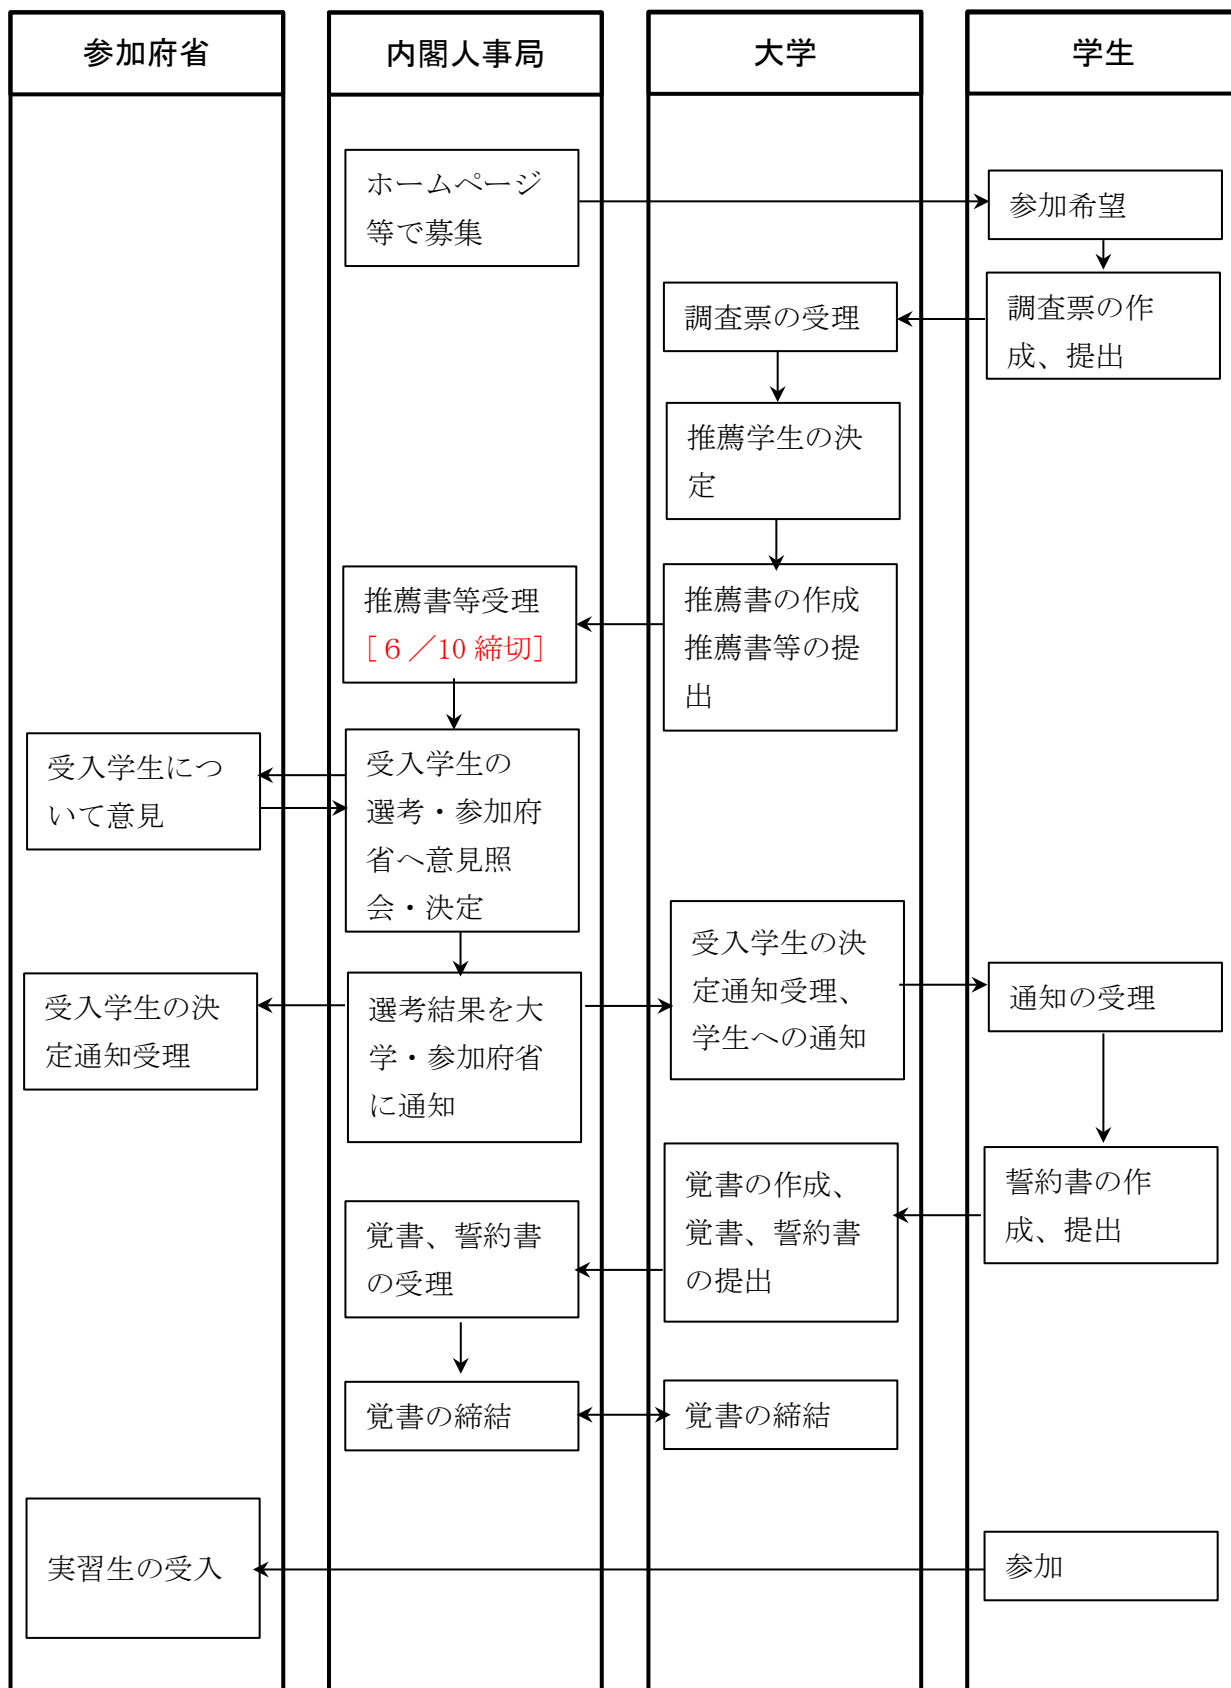 参加府省
内閣人事局
大学
学生
ホームページ
等で募集
参加希望
調査票の作
成、提出
調査票の受理
推薦学生の決
定
推薦書の作成
推薦書等の提
出
推薦書等受理
[６／10 締切]
受入学生の
選考・参加府
省へ意見照
会・決定
受入学生につ
いて意見
選考結果を大
学・参加府省
に通知
受入学生の決
定通知受理
受入学生の決
定通知受理、
学生への通知
通知の受理
誓約書の作
成、提出
覚書の作成、
覚書、誓約書
の提出
覚書、誓約書
の受理
覚書の締結
覚書の締結
参加
実習生の受入